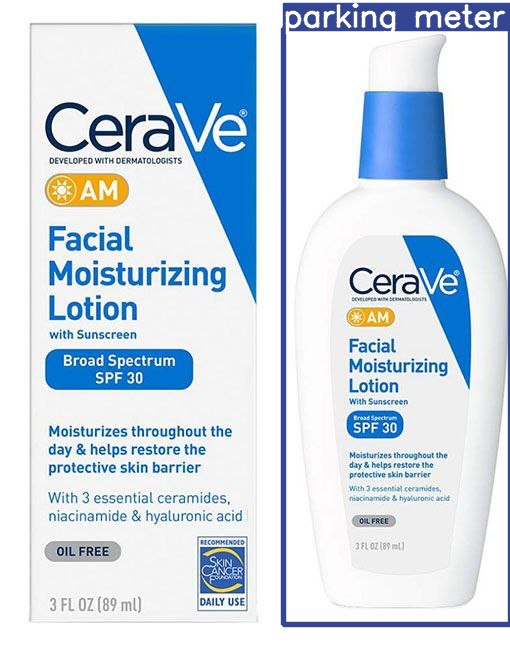 CeraVe®
DEVELOPED WITH DERMATOLOGISTS
AM
Facial
Moisturizing
Lotion
with Sunscreen
Broad Spectrum
SPF 30
Moisturizes throughout the
day & helps restore the
protective skin barrier
With 3 essential ceramides,
niacinamide & hyaluronic acid
OIL FREE
3 FL OZ (89 ml)
RECOMMENDED
SKIN
CANCER
FOUNDATION
DAILY USE
parking meter
CeraVe®
DEVELOPED WITH DERMATOLOGISTS
AM
Facial
Moisturizing
Lotion
With Sunscreen
Broad Spectrum
SPF 30
Moisturizes throughout the
day & helps restore the
protective skin barrier
With 3 essential ceramides,
niacinamide & hyaluronic acid
OIL FREE
3 FL OZ (89 mL)